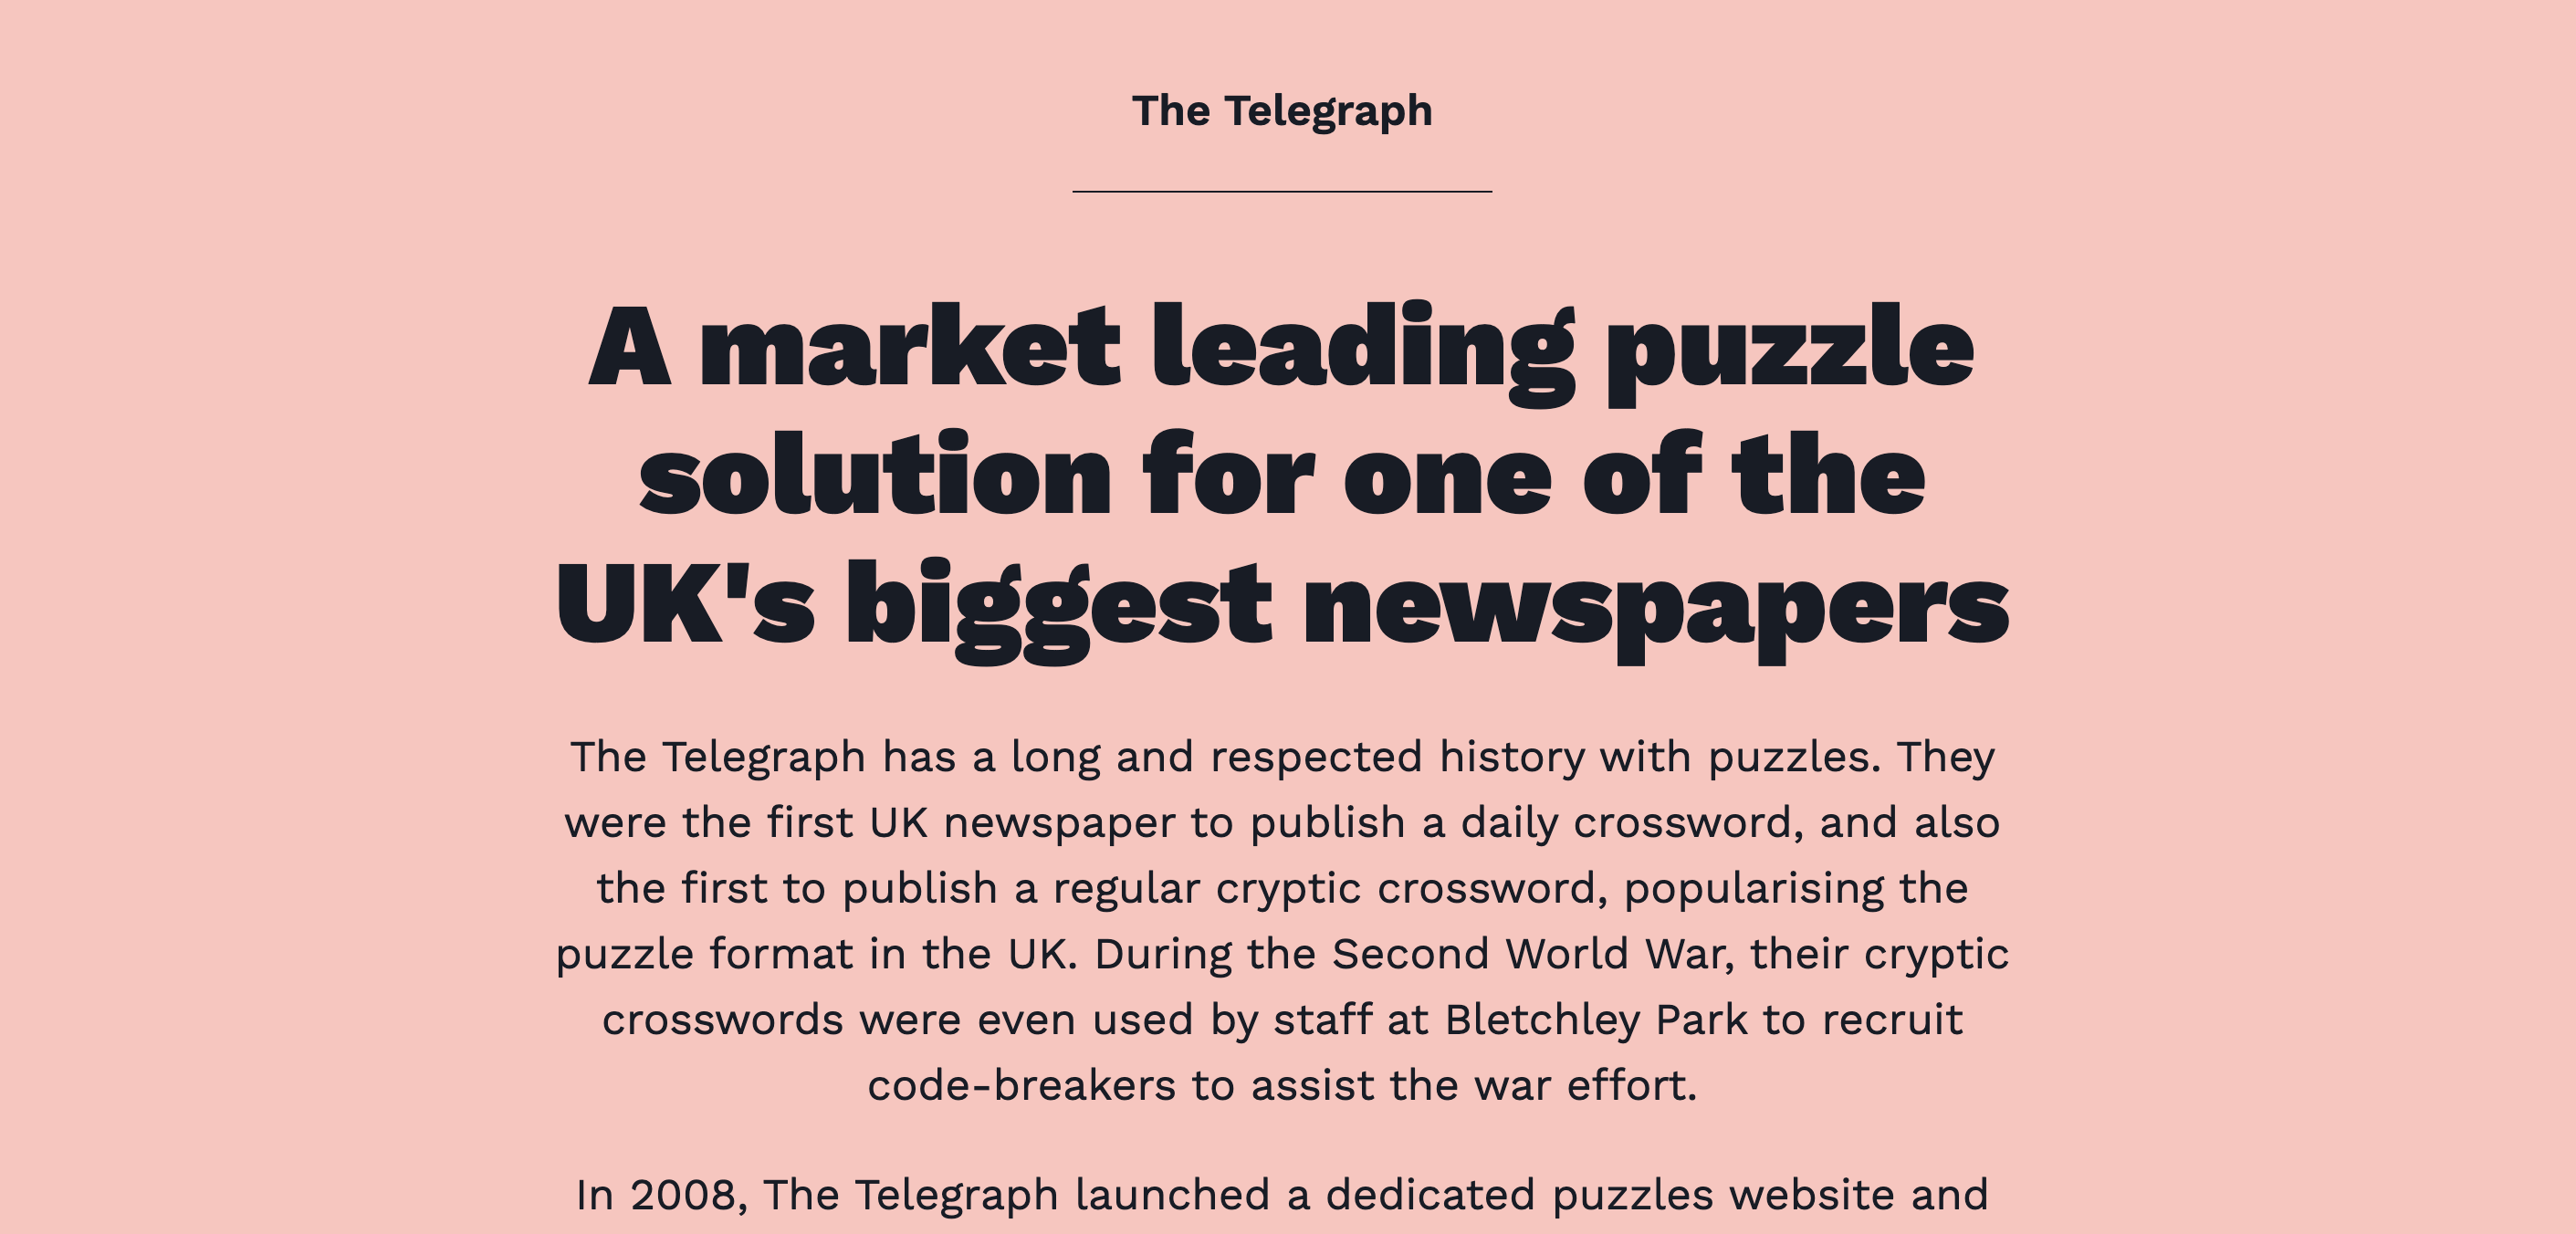 The Telegraph
A market leading puzzle
solution for one of the
UK's biggest newspapers
The Telegraph has a long and respected history with puzzles. They
were the first UK newspaper to publish a daily crossword, and also
the first to publish a regular cryptic crossword, popularising the
puzzle format in the UK. During the Second World War, their cryptic
crosswords were even used by staff at Bletchley Park to recruit
code-breakers to assist the war effort.
In 2008, The Telegraph launched a dedicated puzzles website and